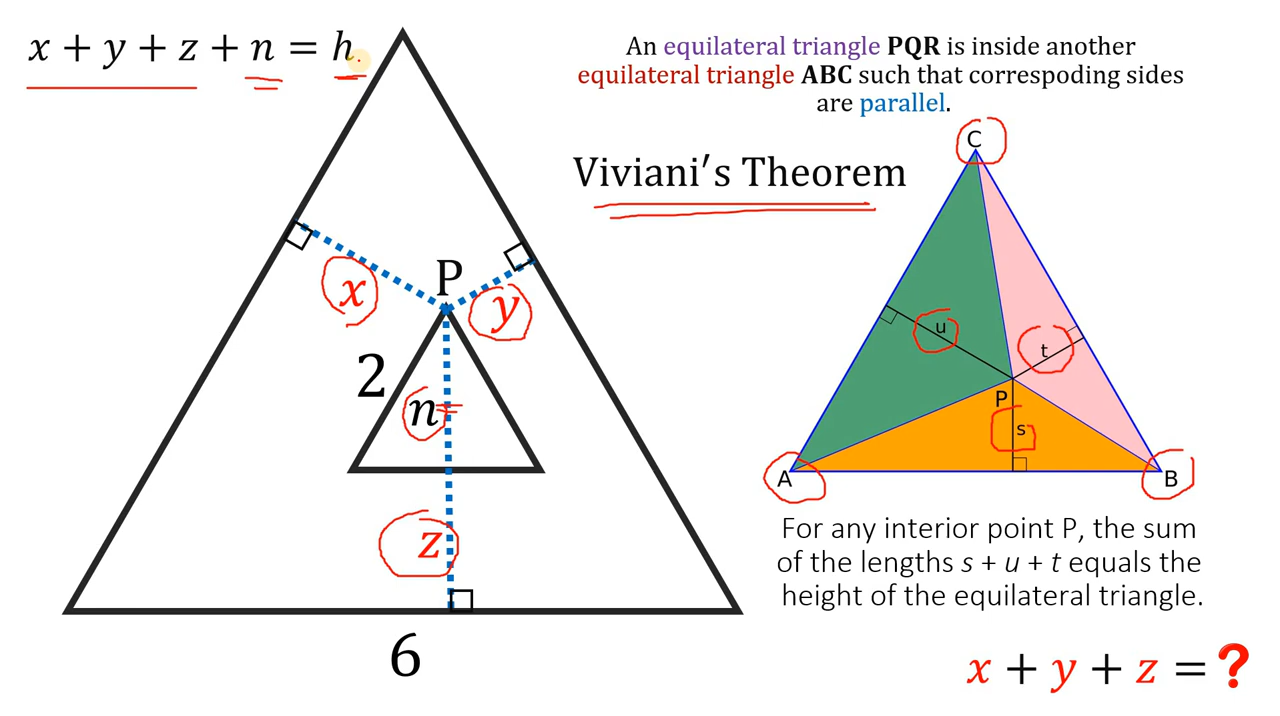 x + y + z + n = h
An equilateral triangle PQR is inside another
equilateral triangle ABC such that correspoding sides
are parallel.
Viviani's Theorem
P
x
y
2
n
z
6
C
u
t
P
s
A
B
For any interior point P, the sum
of the lengths s + u + t equals the
height of the equilateral triangle.
x + y + z = ?